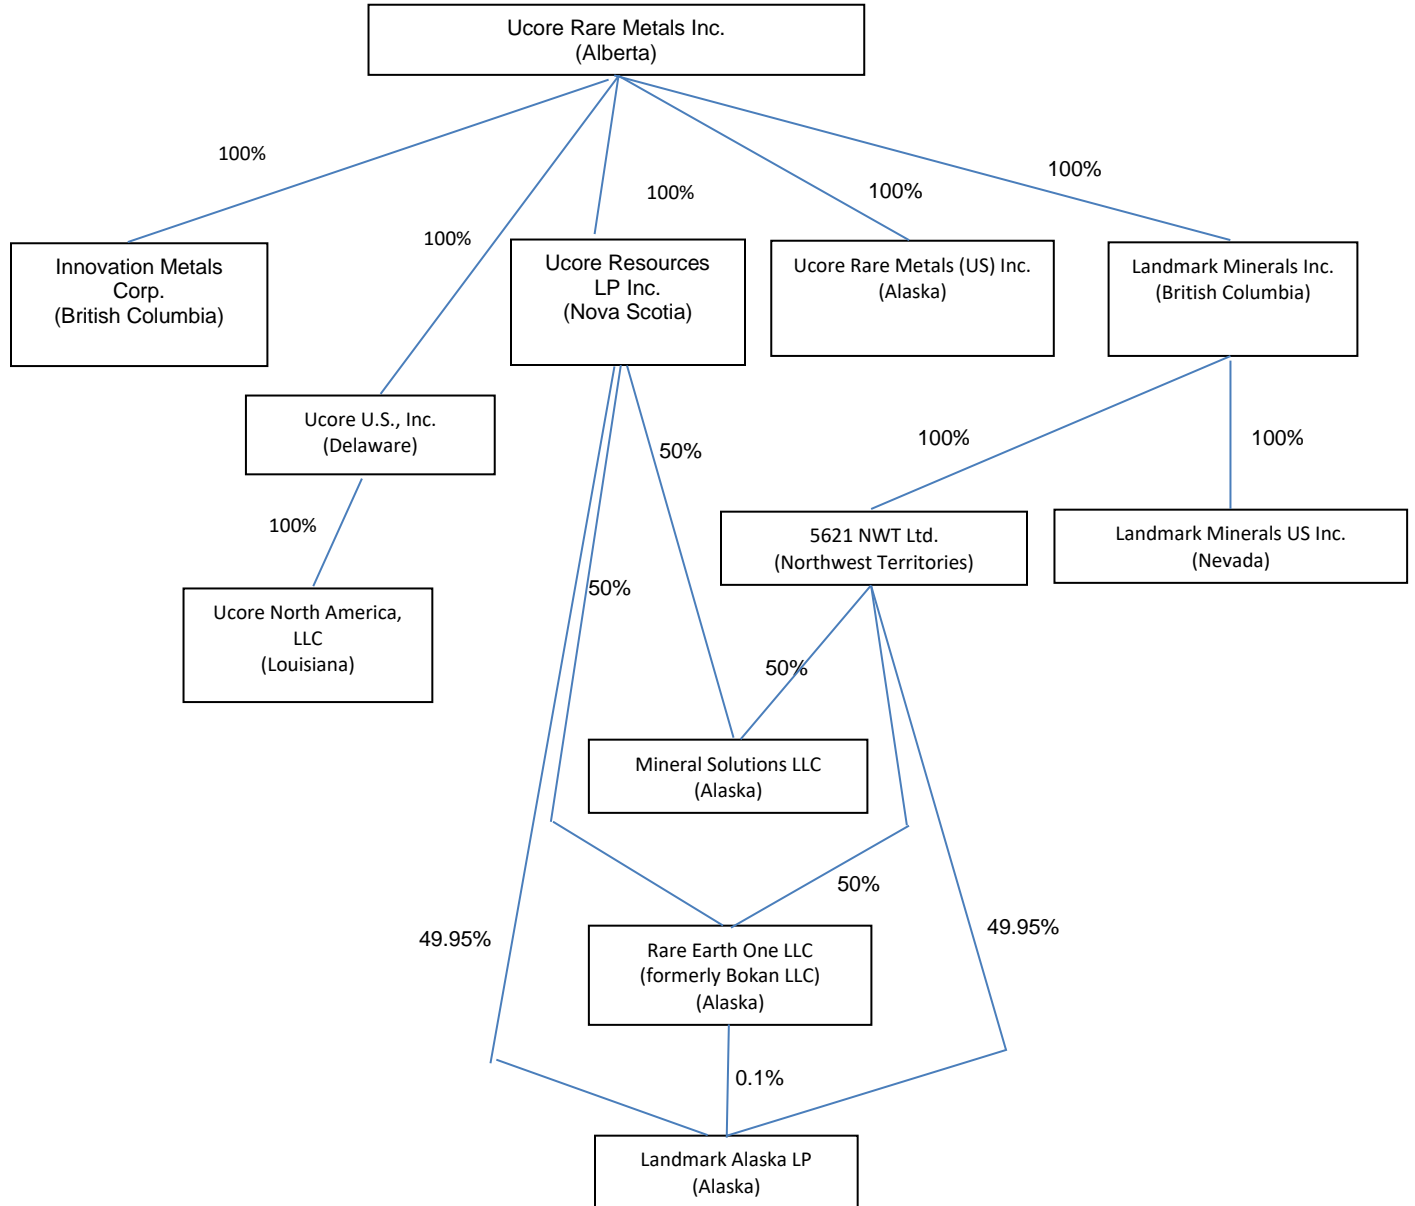 Ucore Rare Metals Inc.
(Alberta)
100%
100%
100%
100%
100%
Innovation Metals
Corp.
(British Columbia)
Ucore Resources
LP Inc.
(Nova Scotia)
Ucore Rare Metals (US) Inc.
(Alaska)
Landmark Minerals Inc.
(British Columbia)
Ucore U.S., Inc.
(Delaware)
50%
100%
100%
100%
5621 NWT Ltd.
(Northwest Territories)
Landmark Minerals US Inc.
(Nevada)
50%
Ucore North America,
LLC
(Louisiana)
50%
Mineral Solutions LLC
(Alaska)
50%
49.95%
49.95%
Rare Earth One LLC
(formerly Bokan LLC)
(Alaska)
0.1%
Landmark Alaska LP
(Alaska)